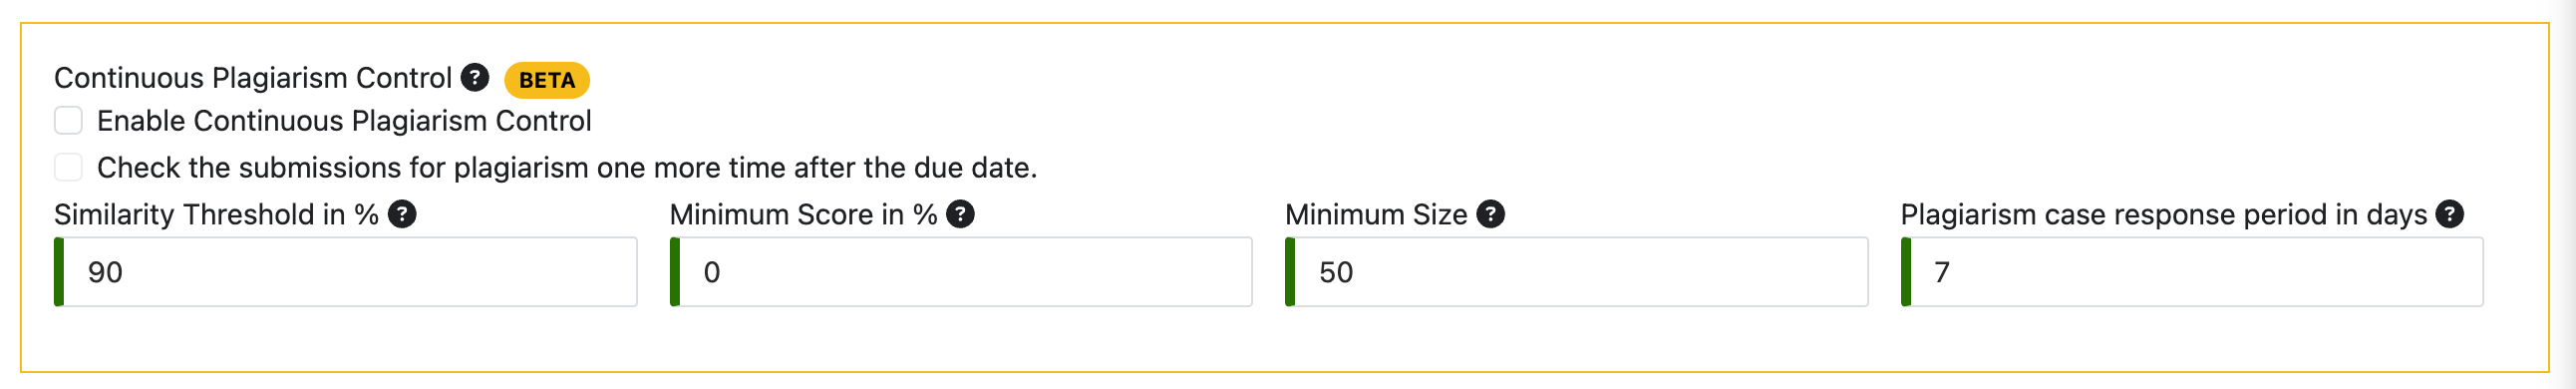 Continuous Plagiarism Control ? BETA
Enable Continuous Plagiarism Control
Check the submissions for plagiarism one more time after the due date.
Similarity Threshold in % ? Minimum Score in % ? Minimum Size ? Plagiarism case response period in days ?
90 0 50 7